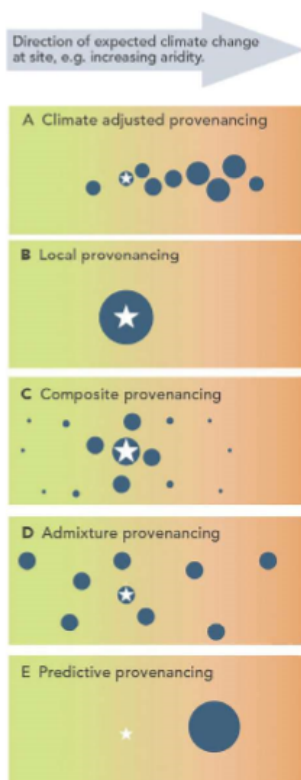 Direction of expected climate change
at site, e.g. increasing aridity.
A Climate adjusted provenancing
B Local provenancing
C Composite provenancing
D Admixture provenancing
E Predictive provenancing